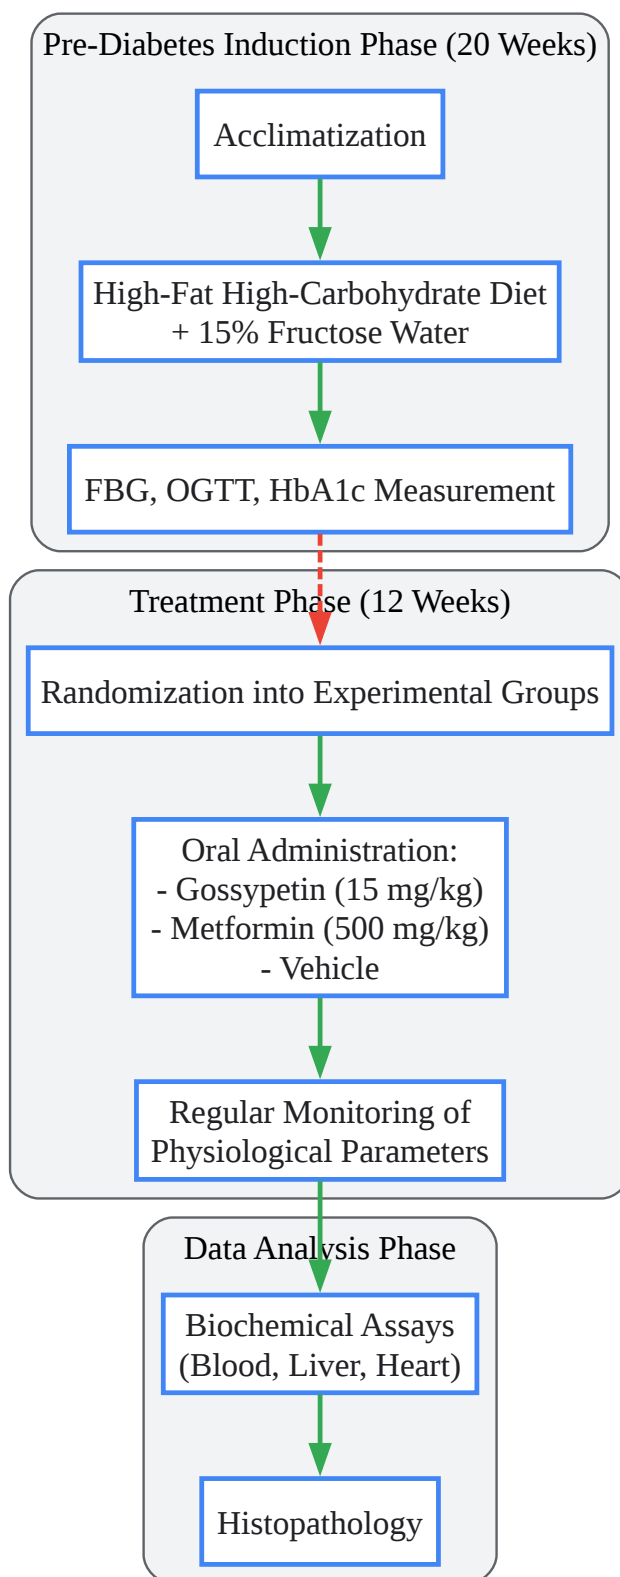 Pre-Diabetes Induction Phase (20 Weeks)
Acclimatization
High-Fat High-Carbohydrate Diet
+ 15% Fructose Water
FBG, OGTT, HbA1c Measurement
Treatment Phase (12 Weeks)
Randomization into Experimental Groups
Oral Administration:
- Gossypetin (15 mg/kg)
- Metformin (500 mg/kg)
- Vehicle
Regular Monitoring of
Physiological Parameters
Data Analysis Phase
Biochemical Assays
(Blood, Liver, Heart)
Histopathology